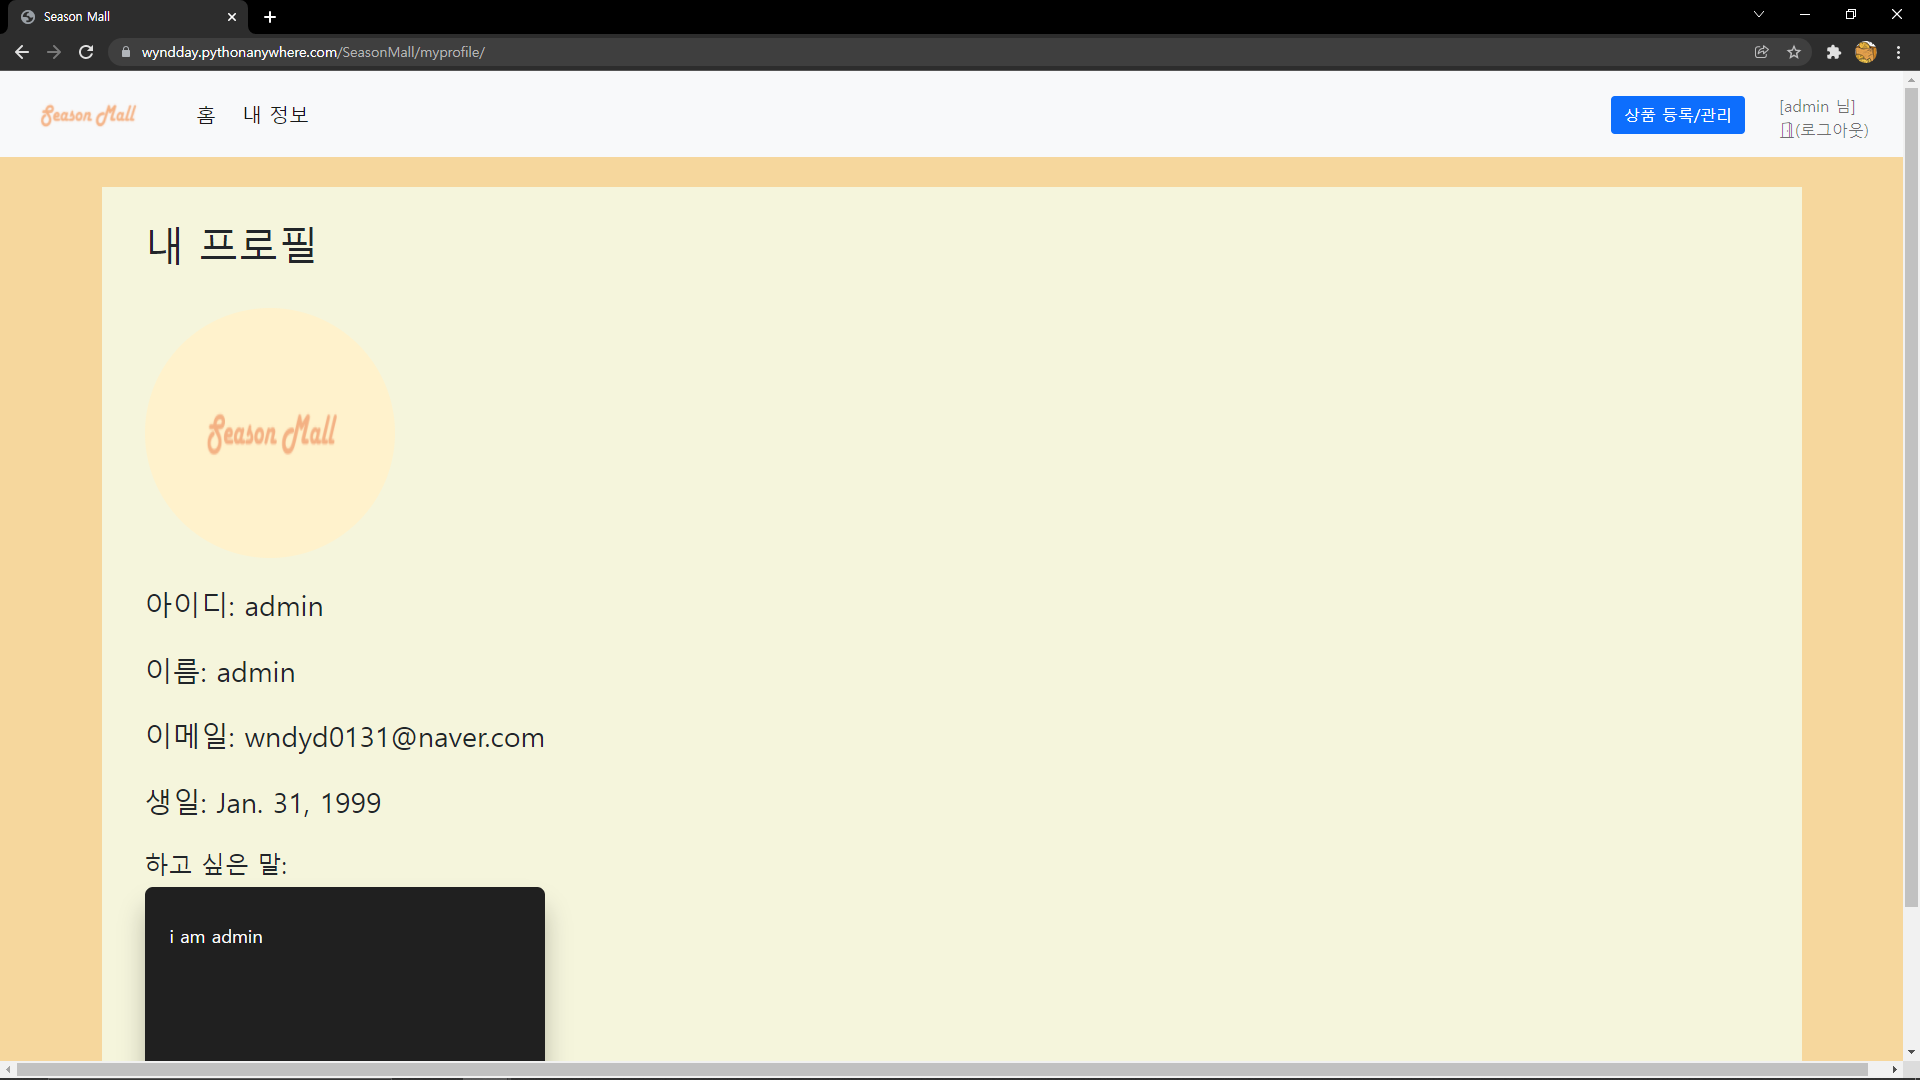 Season Mall
wyndday.pythonanywhere.com/SeasonMall/myprofile/
Season Mall
홈
내 정보
상품 등록/관리
[admin 님]
(로그아웃)
내 프로필
Season Mall
아이디: admin
이름: admin
이메일: wndyd0131@naver.com
생일: Jan. 31, 1999
하고 싶은 말:
i am admin